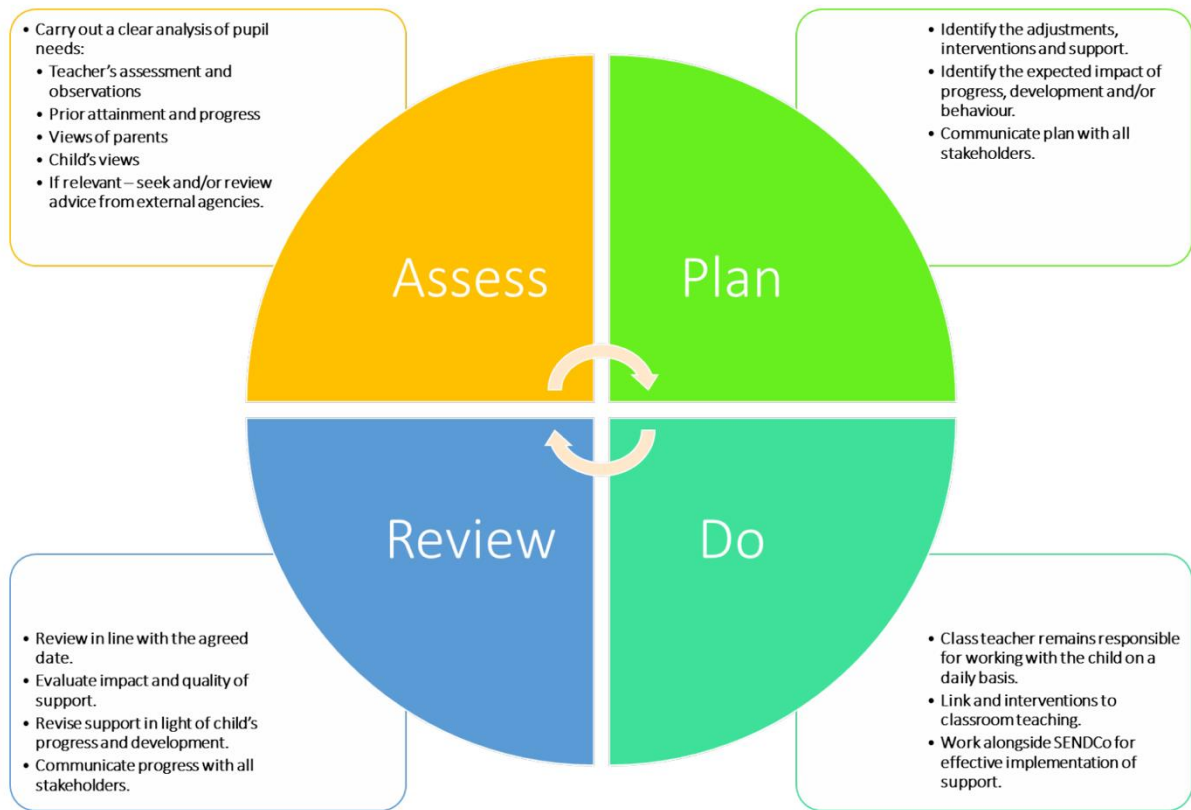 • Carry out a clear analysis of pupil
needs:
• Teacher's assessment and
observations
• Prior attainment and progress
• Views of parents
• Child's views
• If relevant – seek and/or review
advice from external agencies.
• Identify the adjustments,
interventions and support.
• Identify the expected impact of
progress, development and/or
behaviour.
• Communicate plan with all
stakeholders.
Assess
Plan
Review
Do
• Review in line with the agreed
date.
• Evaluate impact and quality of
support.
• Revise support in light of child's
progress and development.
• Communicate progress with all
stakeholders.
• Class teacher remains responsible
for working with the child on a
daily basis.
• Link and interventions to
classroom teaching.
• Work alongside SENDCo for
effective implementation of
support.